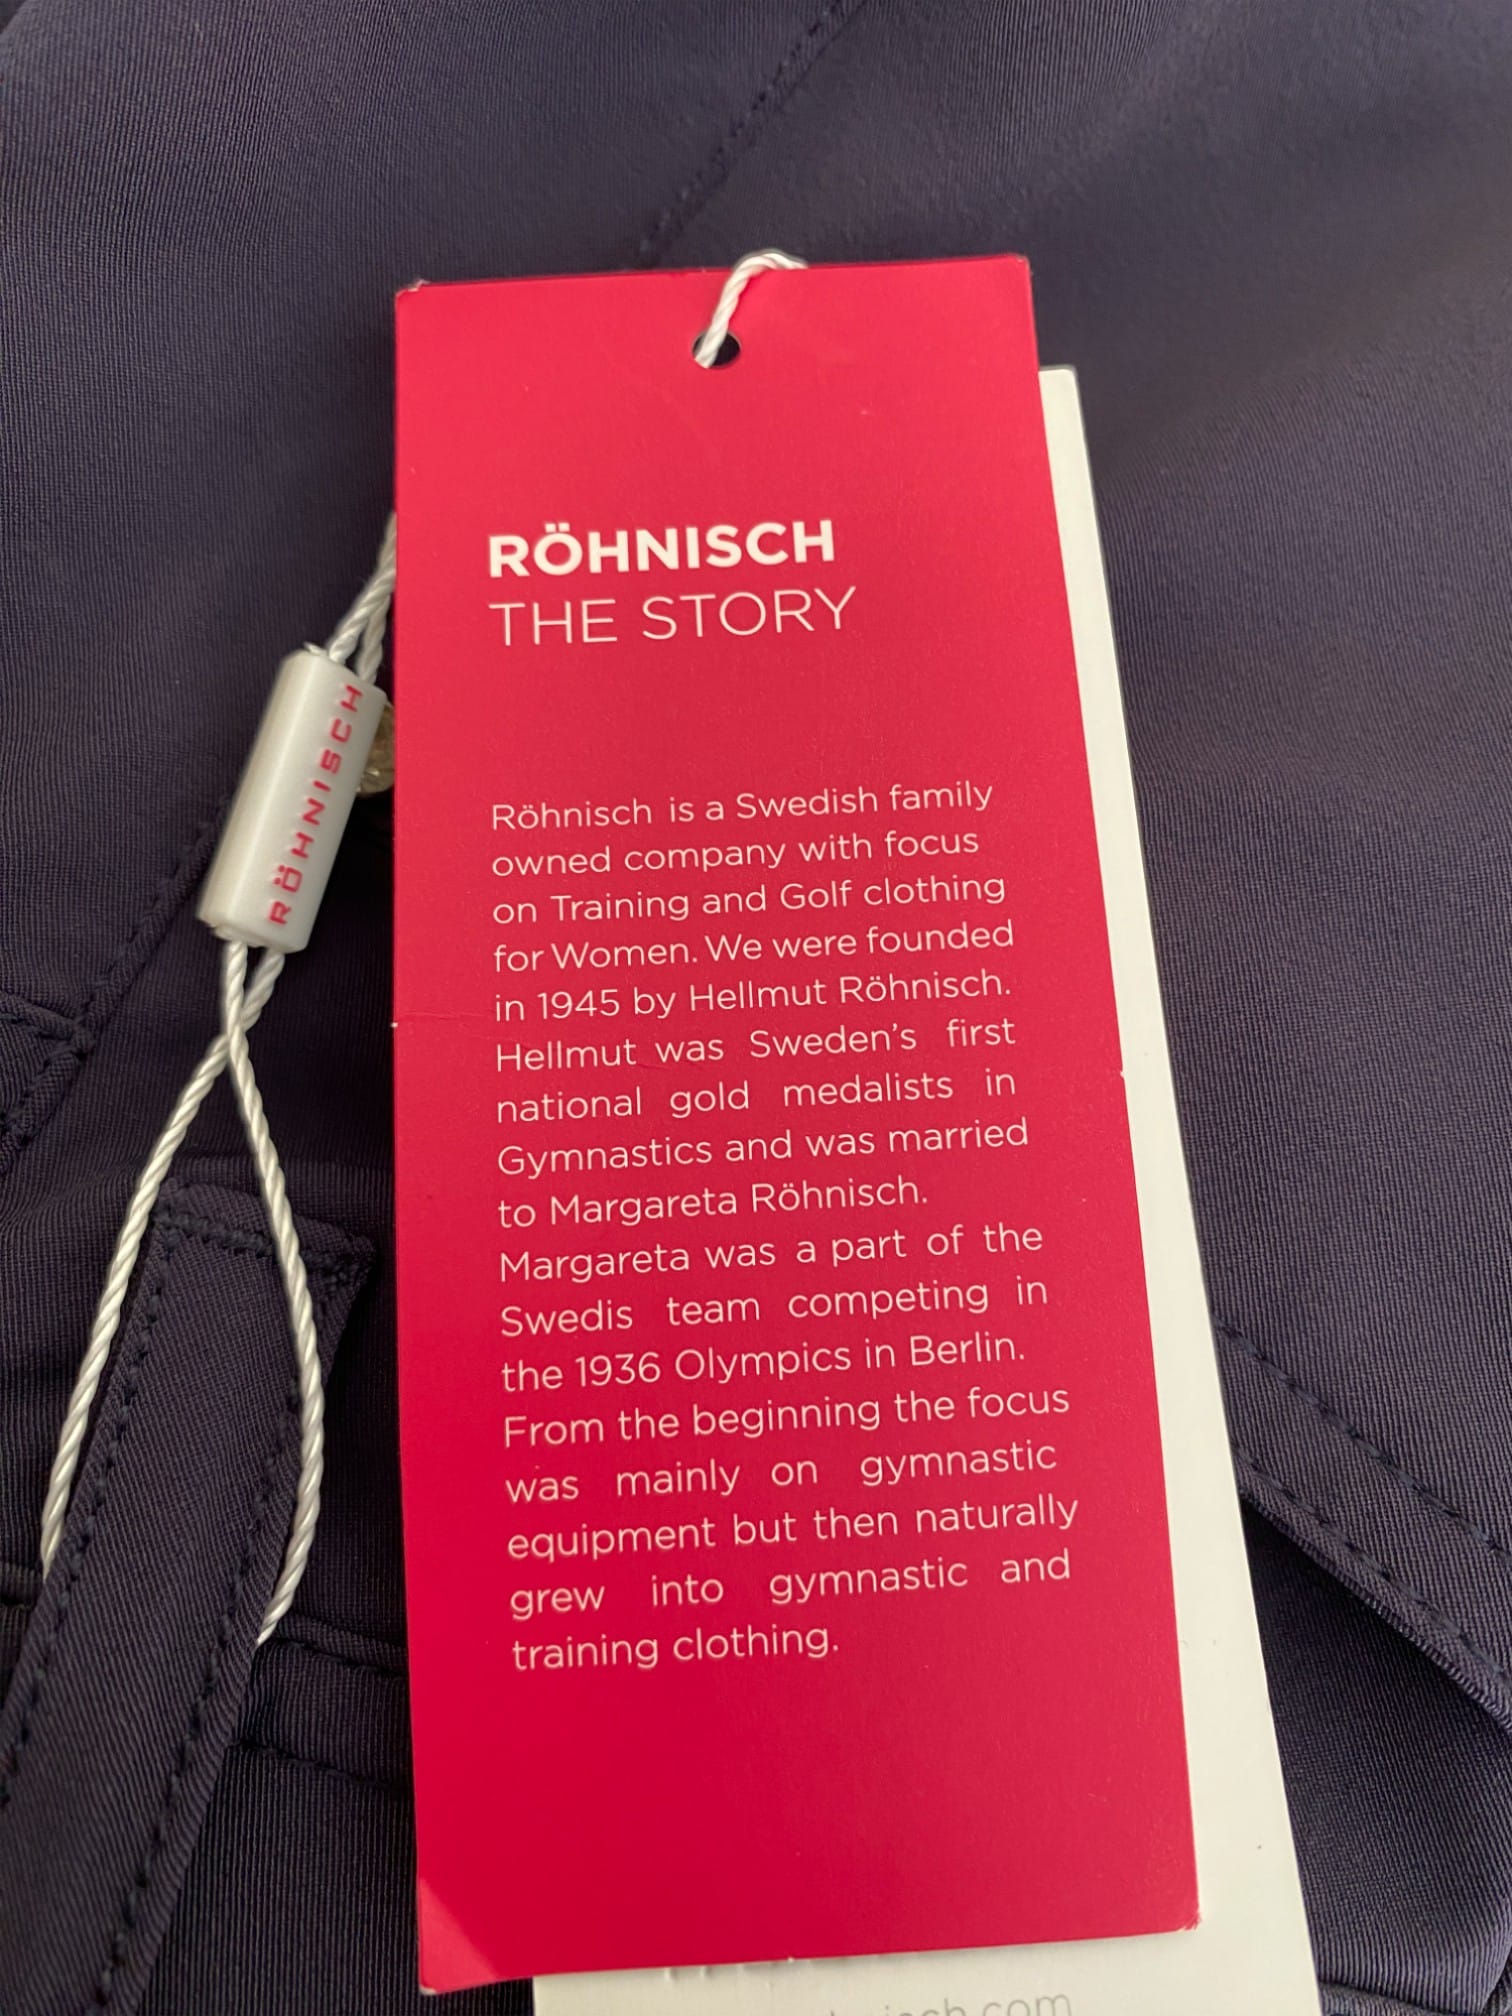 RÖHNISCH
THE STORY
RÖHNISCH
Röhnisch is a Swedish family
owned company with focus
on Training and Golf clothing
for Women. We were founded
in 1945 by Hellmut Röhnisch.
Hellmut was Sweden's first
national gold medalists in
Gymnastics and was married
to Margareta Röhnisch.
Margareta was a part of the
Swedis team competing in
the 1936 Olympics in Berlin.
From the beginning the focus
was mainly on gymnastic
equipment but then naturally
grew into gymnastic and
training clothing.